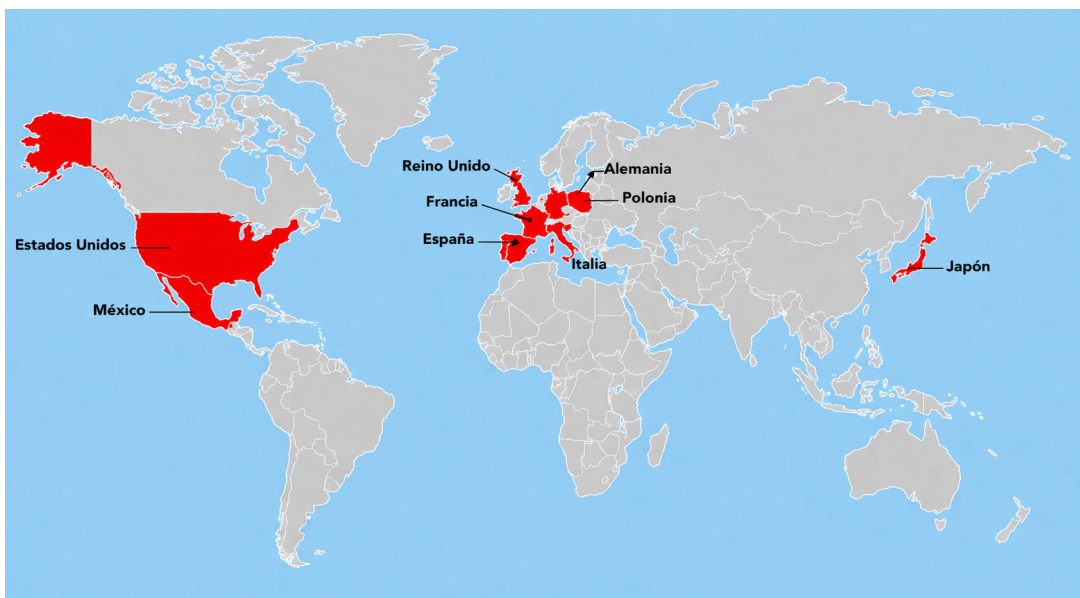 Reino Unido
Alemania
Francia
Polonia
España
Estados Unidos
Italia
Japón
México